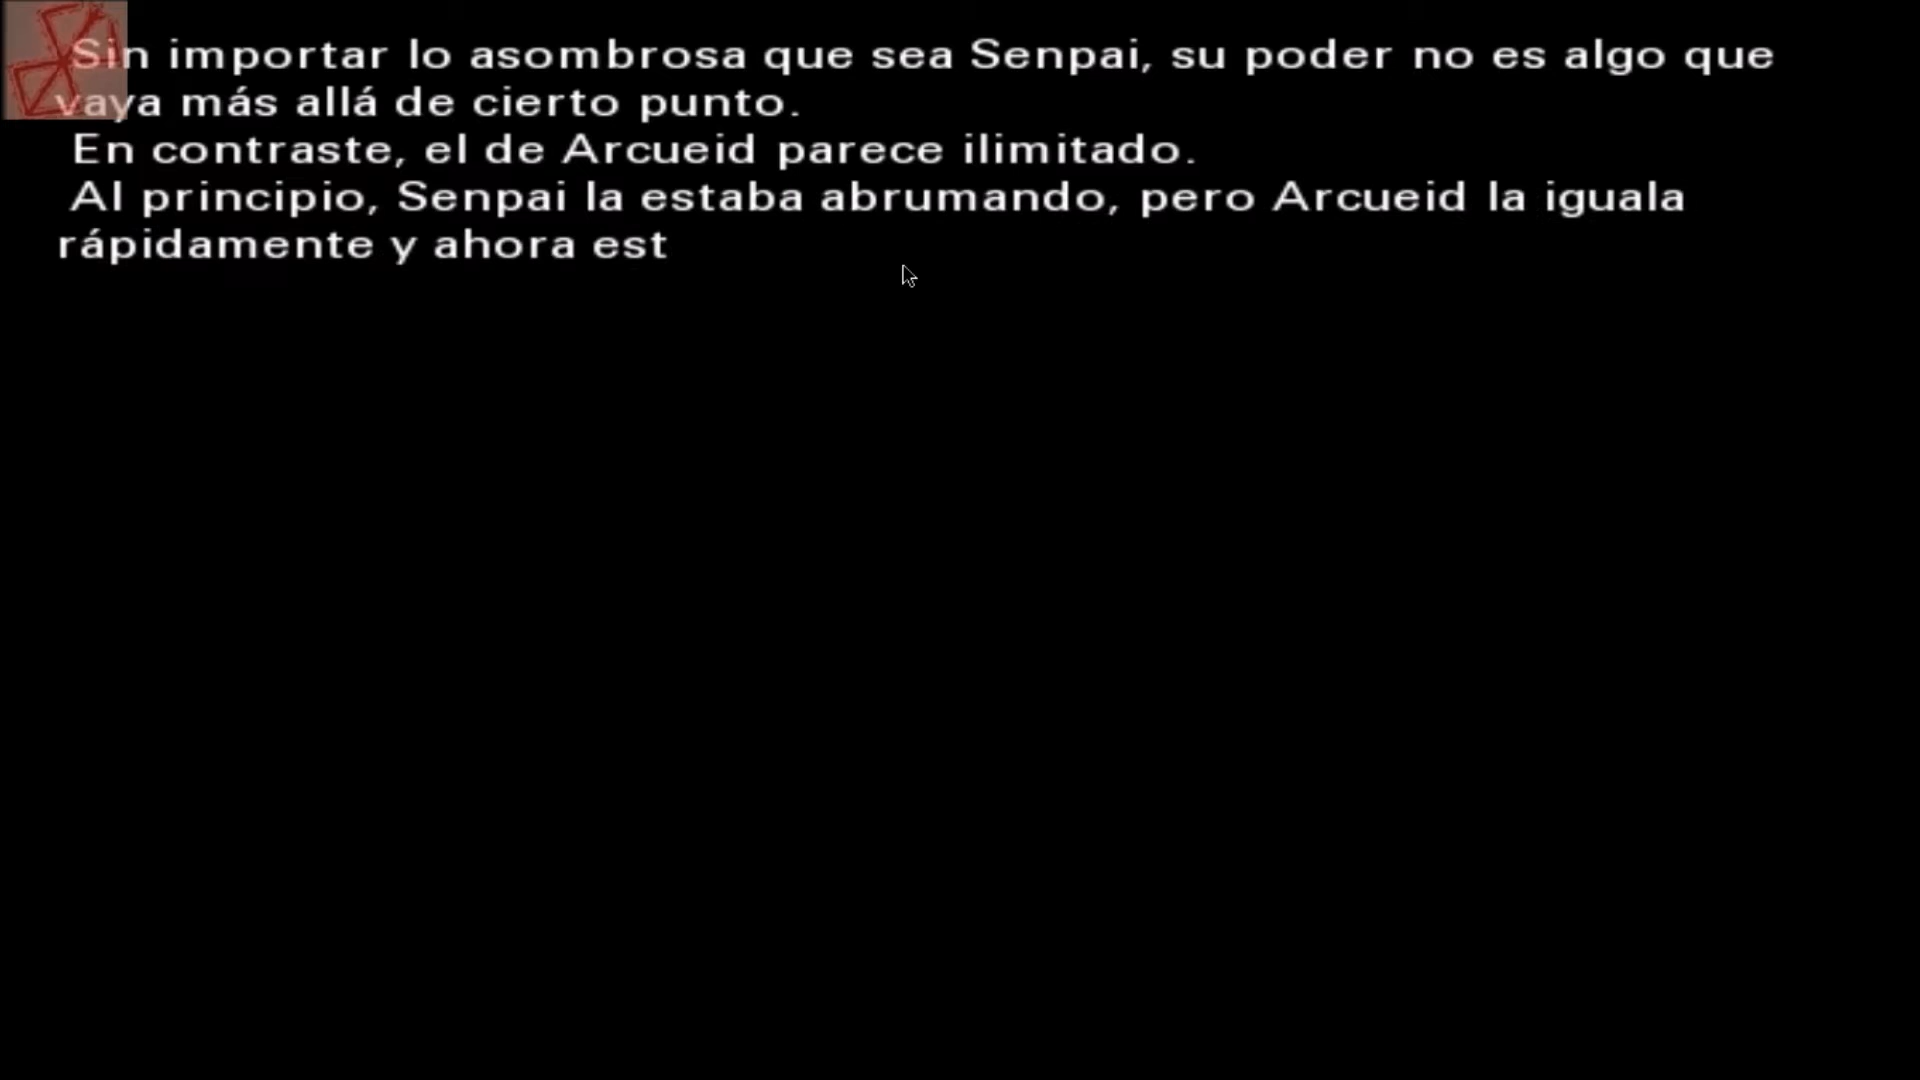 Sin importar lo asombrosa que sea Senpai, su poder no es algo que
vaya más allá de cierto punto.
En contraste, el de Arcueid parece ilimitado.
Al principio, Senpai la estaba abrumando, pero Arcueid la iguala
rápidamente y ahora est